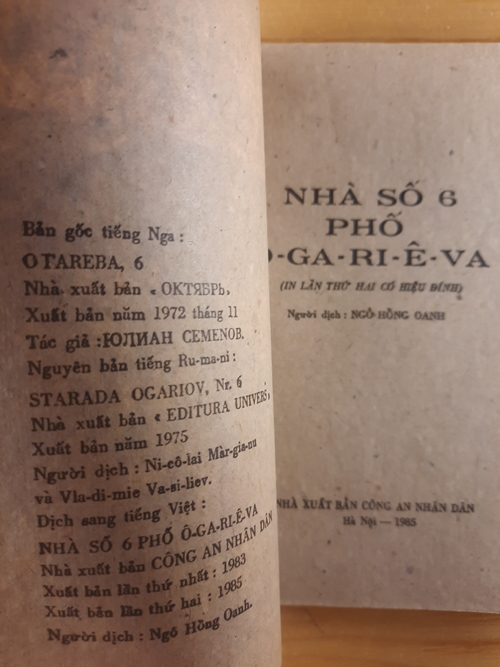 Bản gốc tiếng Nga :
OTAREBA, 6
Nhà xuất bản « ОКТЯБРЬ»
Xuất bản năm 1972 tháng 11
Tác giả : ЮЛИАН СЕМЕНОВ.
Nguyên bản tiếng Ru-ma-ni :
STARADA OGARIOV, Nr. 6
Nhà xuất bản « EDITURA UNIVERS»
Xuất bản năm 1975
Người dịch : Ni-cô-lai Màr-gia-nu
và Vla-di-mie Va-si-liev.
Dịch sang tiếng Việt :
NHÀ SỐ 6 PHỐ Ô-GA-RI-Ê-VA
Nhà xuất bản CÔNG AN NHÂN DÂN
Xuất bản lần thứ nhất : 1983
Xuất bản lần thứ hai : 1985
Người dịch : Ngô Hồng Oanh.
NHÀ SỐ 6
PHỐ
Ô-GA-RI-Ê-VA
(IN LẦN THỨ HAI CÓ HIỆU ĐÍNH)
Người dịch : NGÔ HỒNG OANH
NHÀ XUẤT BẢN CÔNG AN NHÂN DÂN
Hà Nội — 1985